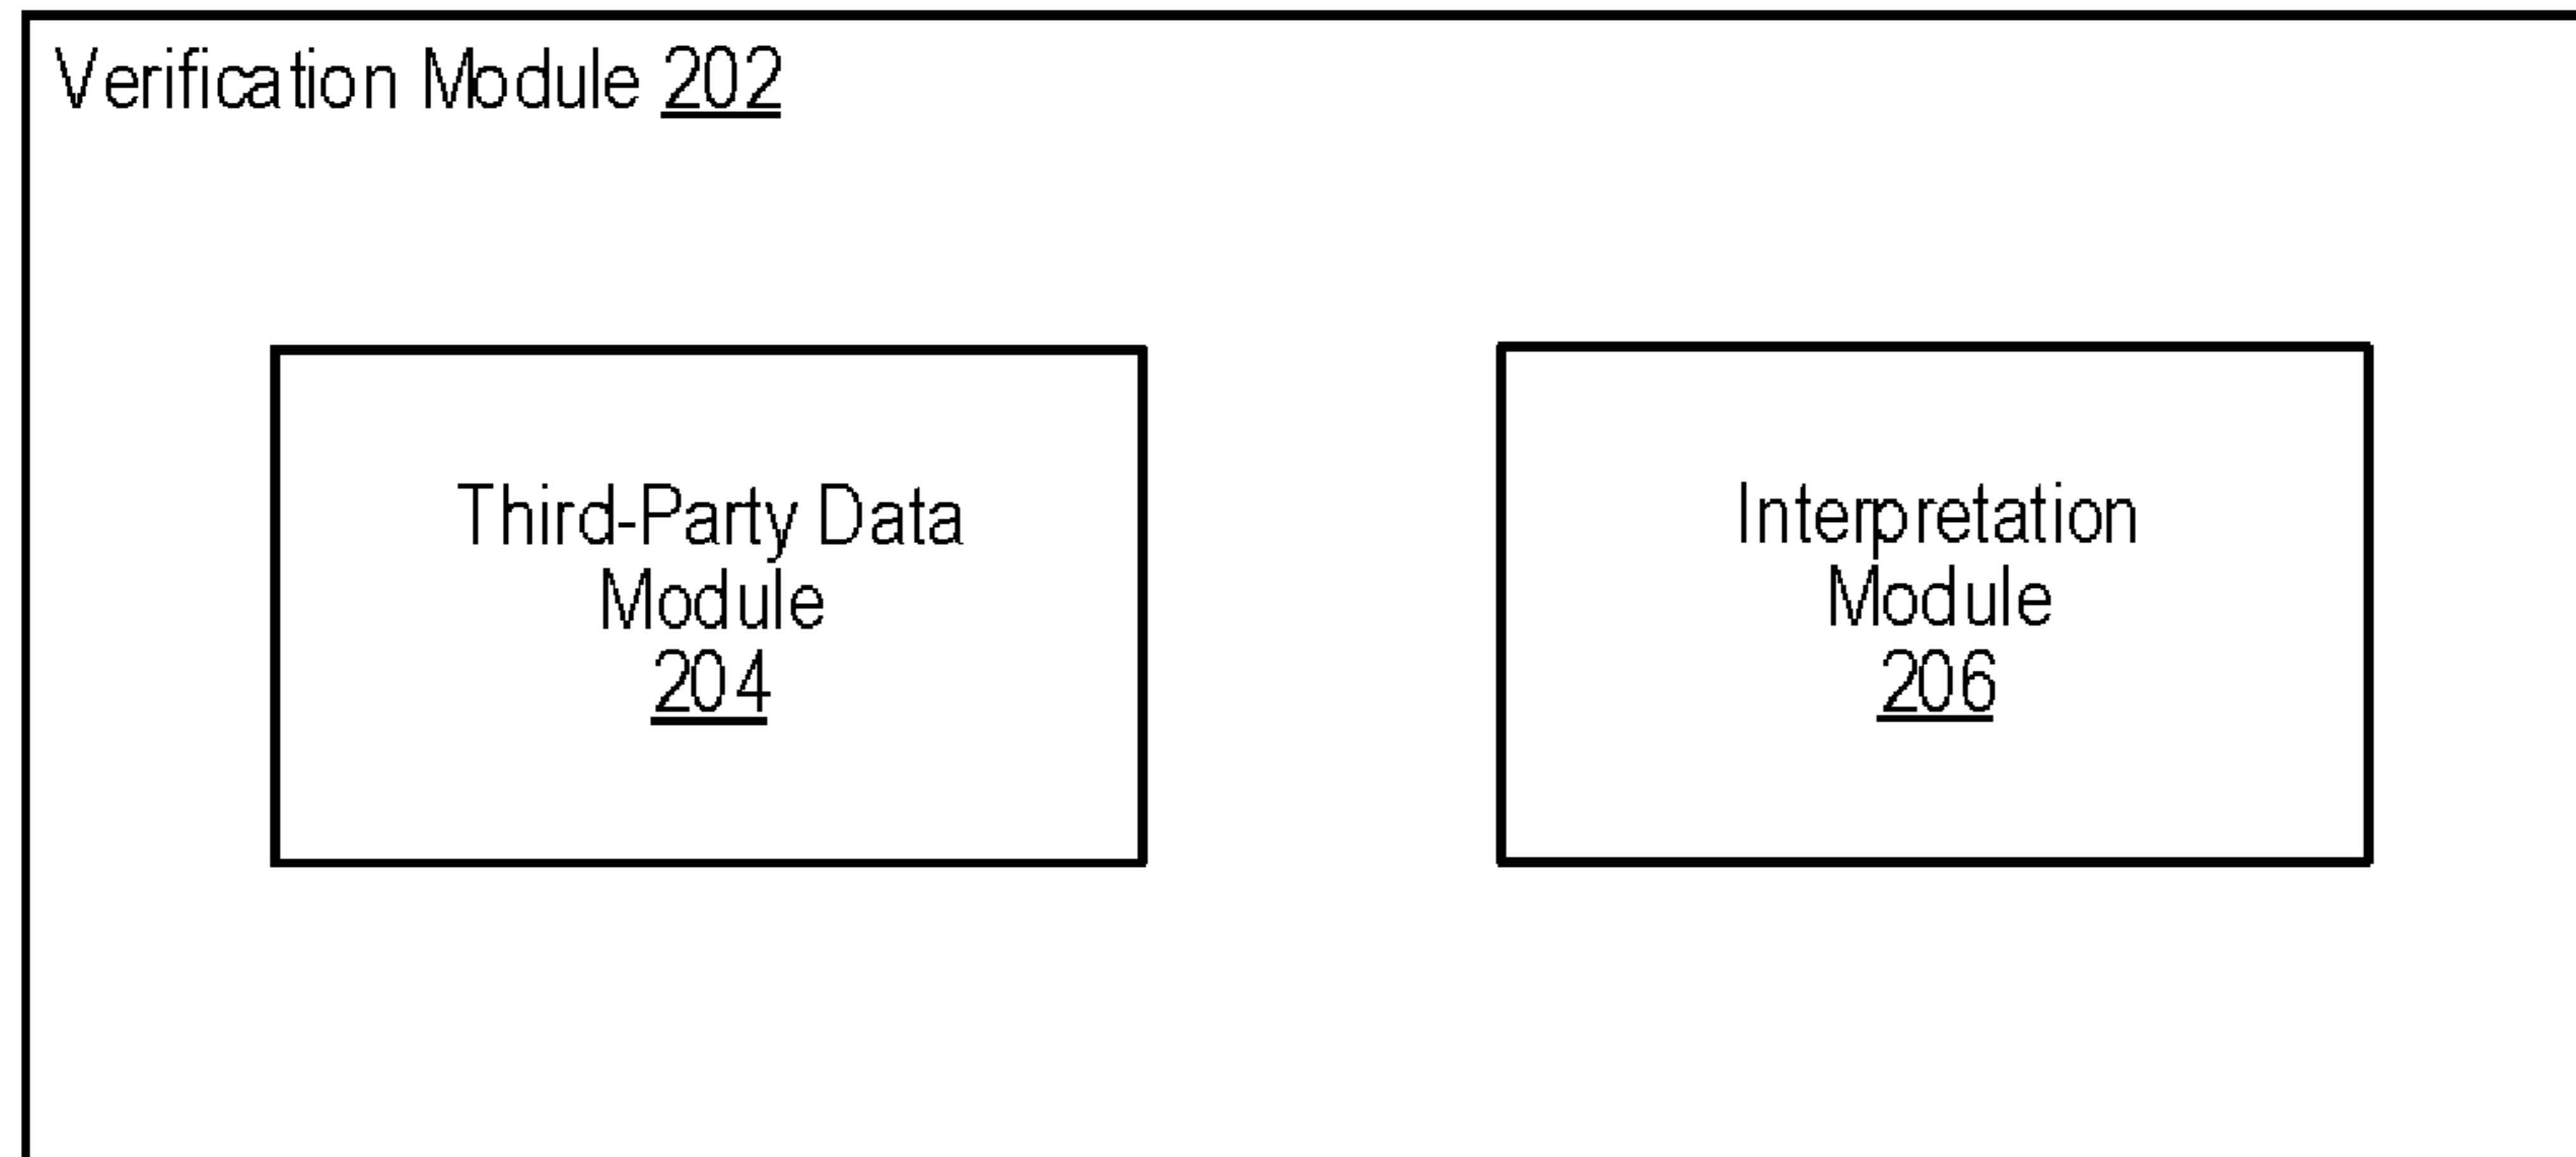 Verification Module 202
Third-Party Data
Module
204
Interpretation
Module
206